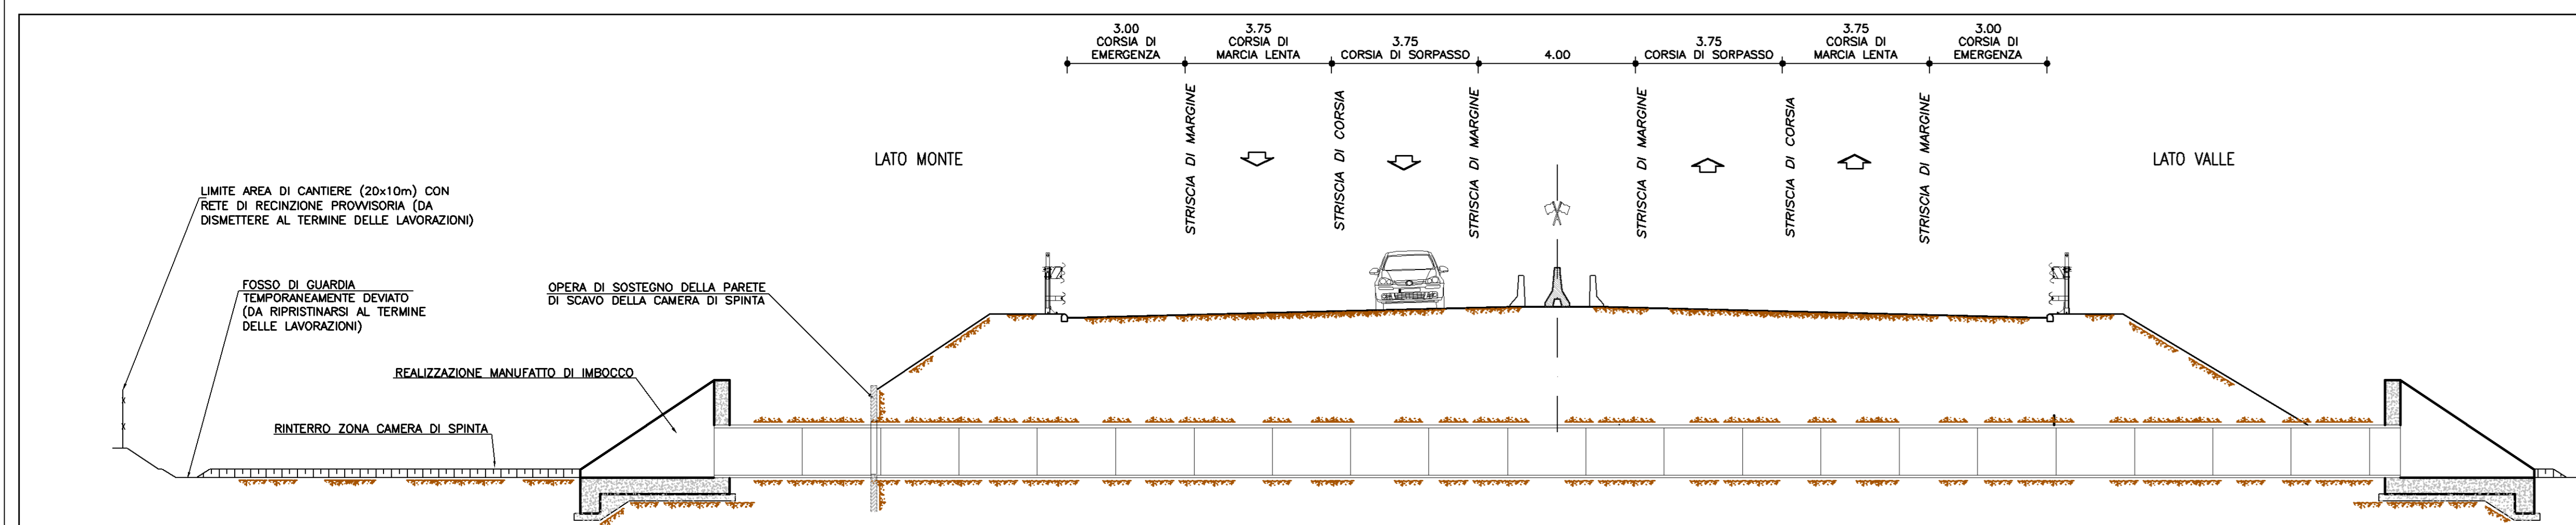 3.00
CORSIA DI
EMERGENZA
3.75
CORSIA DI
MARCIA LENTA
3.75
CORSIA DI SORPASSO
4.00
3.75
CORSIA DI SORPASSO
3.75
CORSIA DI
MARCIA LENTA
3.00
CORSIA DI
EMERGENZA
STRISCIA DI MARGINE
STRISCIA DI CORSIA
STRISCIA DI MARGINE
STRISCIA DI MARGINE
STRISCIA DI CORSIA
STRISCIA DI MARGINE
LATO MONTE
LATO VALLE
LIMITE AREA DI CANTIERE (20x10m) CON
RETE DI RECINZIONE PROVVISORIA (DA
DISMETTERE AL TERMINE DELLE LAVORAZIONI)
FOSSO DI GUARDIA
TEMPORANEAMENTE DEVIATO
(DA RIPRISTINARSI AL TERMINE
DELLE LAVORAZIONI)
OPERA DI SOSTEGNO DELLA PARETE
DI SCAVO DELLA CAMERA DI SPINTA
REALIZZAZIONE MANUFATTO DI IMBOCCO
RINTERRO ZONA CAMERA DI SPINTA